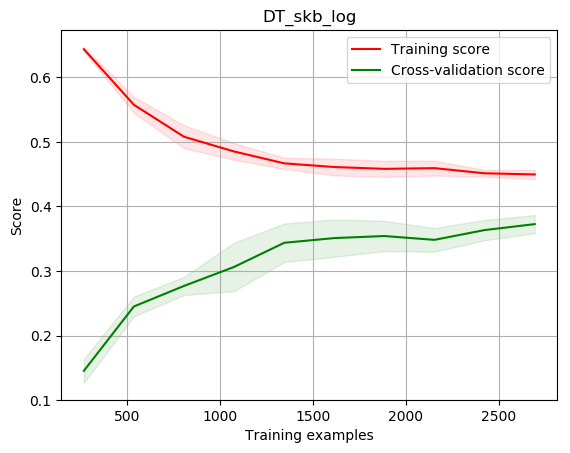 DT_skb_log
Training score
Cross-validation score
Score
0.6
0.5
0.4
0.3
0.2
0.1
500 1000 1500 2000 2500
Training examples